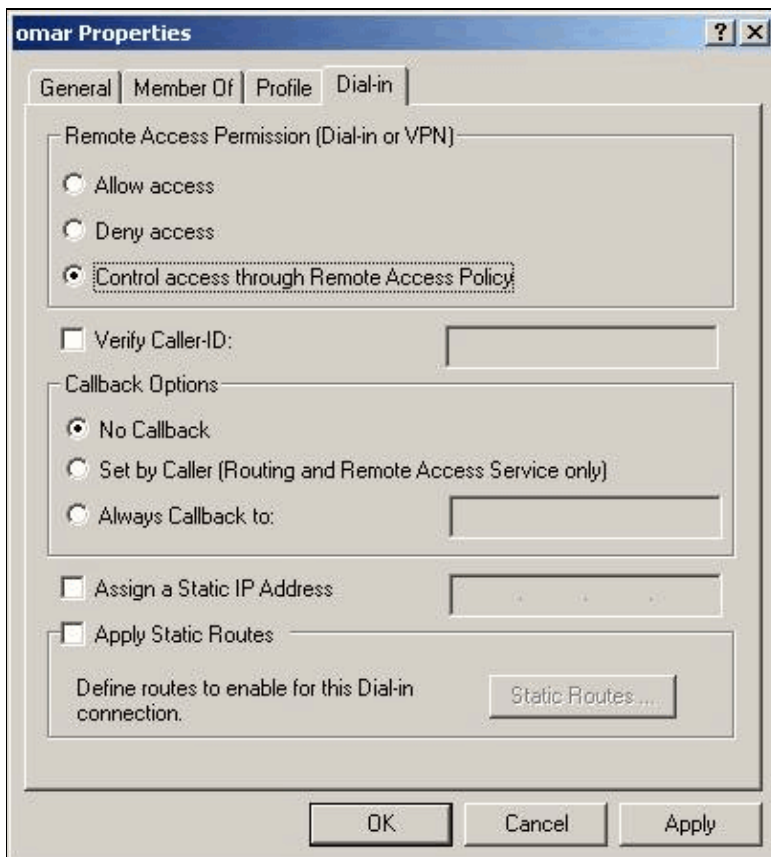 omar Properties
General
Member Of
Profile
Dial-in
Remote Access Permission (Dial-in or VPN)
Allow access
Deny access
Control access through Remote Access Policy
Verify Caller-ID:
Callback Options
No Callback
Set by Caller (Routing and Remote Access Service only)
Always Callback to:
Assign a Static IP Address
. . .
Apply Static Routes
Define routes to enable for this Dial-in
connection.
Static Routes ...
OK
Cancel
Apply